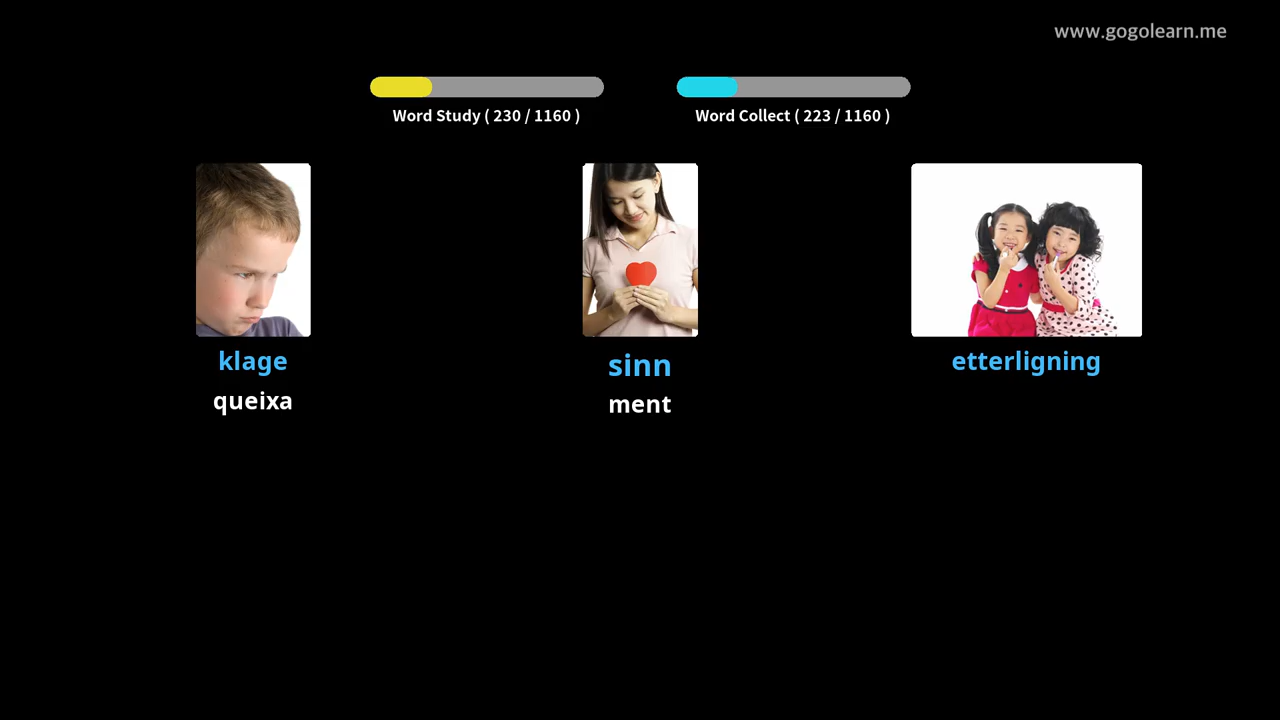 www.gogolearn.me
Word Study ( 230 / 1160 )
Word Collect ( 223 / 1160 )
klage
queixa
sinn
ment
etterligning